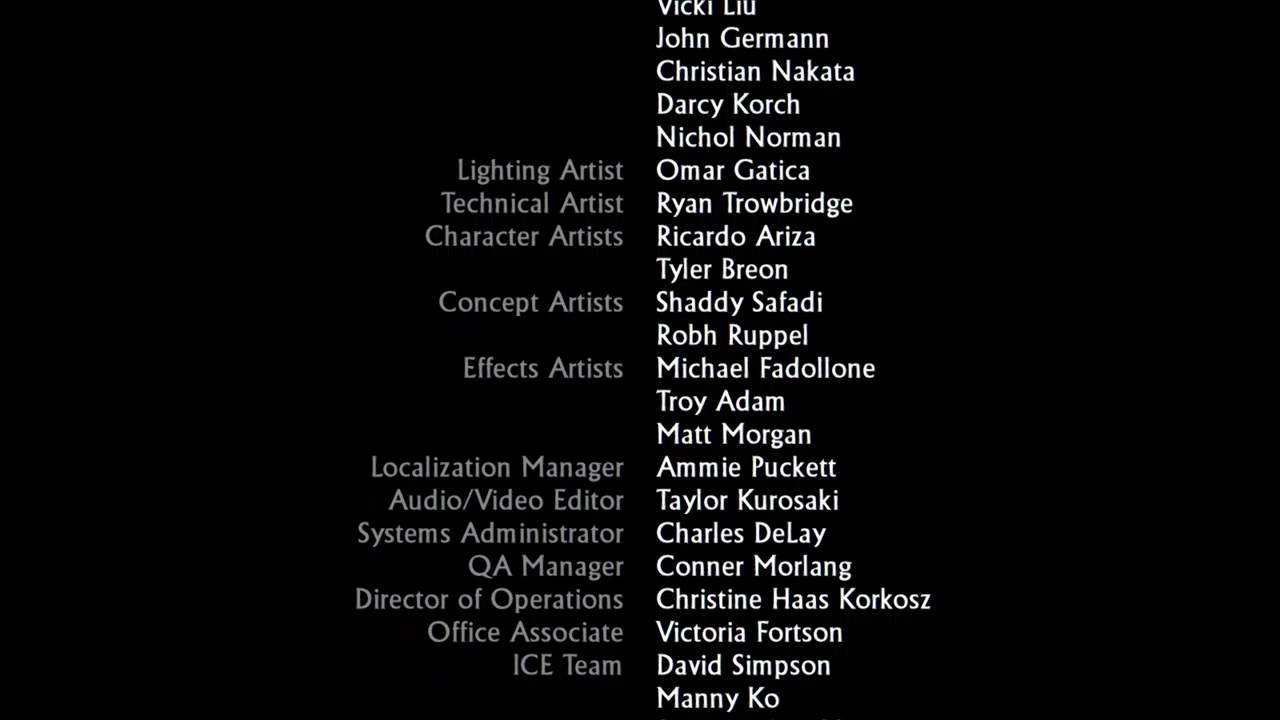 Vicki Liu
John Germann
Christian Nakata
Darcy Korch
Nichol Norman
Lighting Artist Omar Gatica
Technical Artist Ryan Trowbridge
Character Artists Ricardo Ariza
Tyler Breon
Concept Artists Shaddy Safadi
Robh Ruppel
Effects Artists Michael Fadollone
Troy Adam
Matt Morgan
Localization Manager Ammie Puckett
Audio/Video Editor Taylor Kurosaki
Systems Administrator Charles DeLay
QA Manager Conner Morlang
Director of Operations Christine Haas Korkosz
Office Associate Victoria Fortson
ICE Team David Simpson
Manny Ko